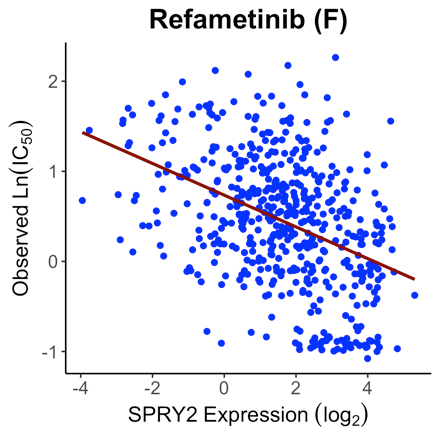 Refametinib (F)
Observed Ln(IC50)
2
1
0
-1
-4 -2 0 2 4
SPRY2 Expression (log2)